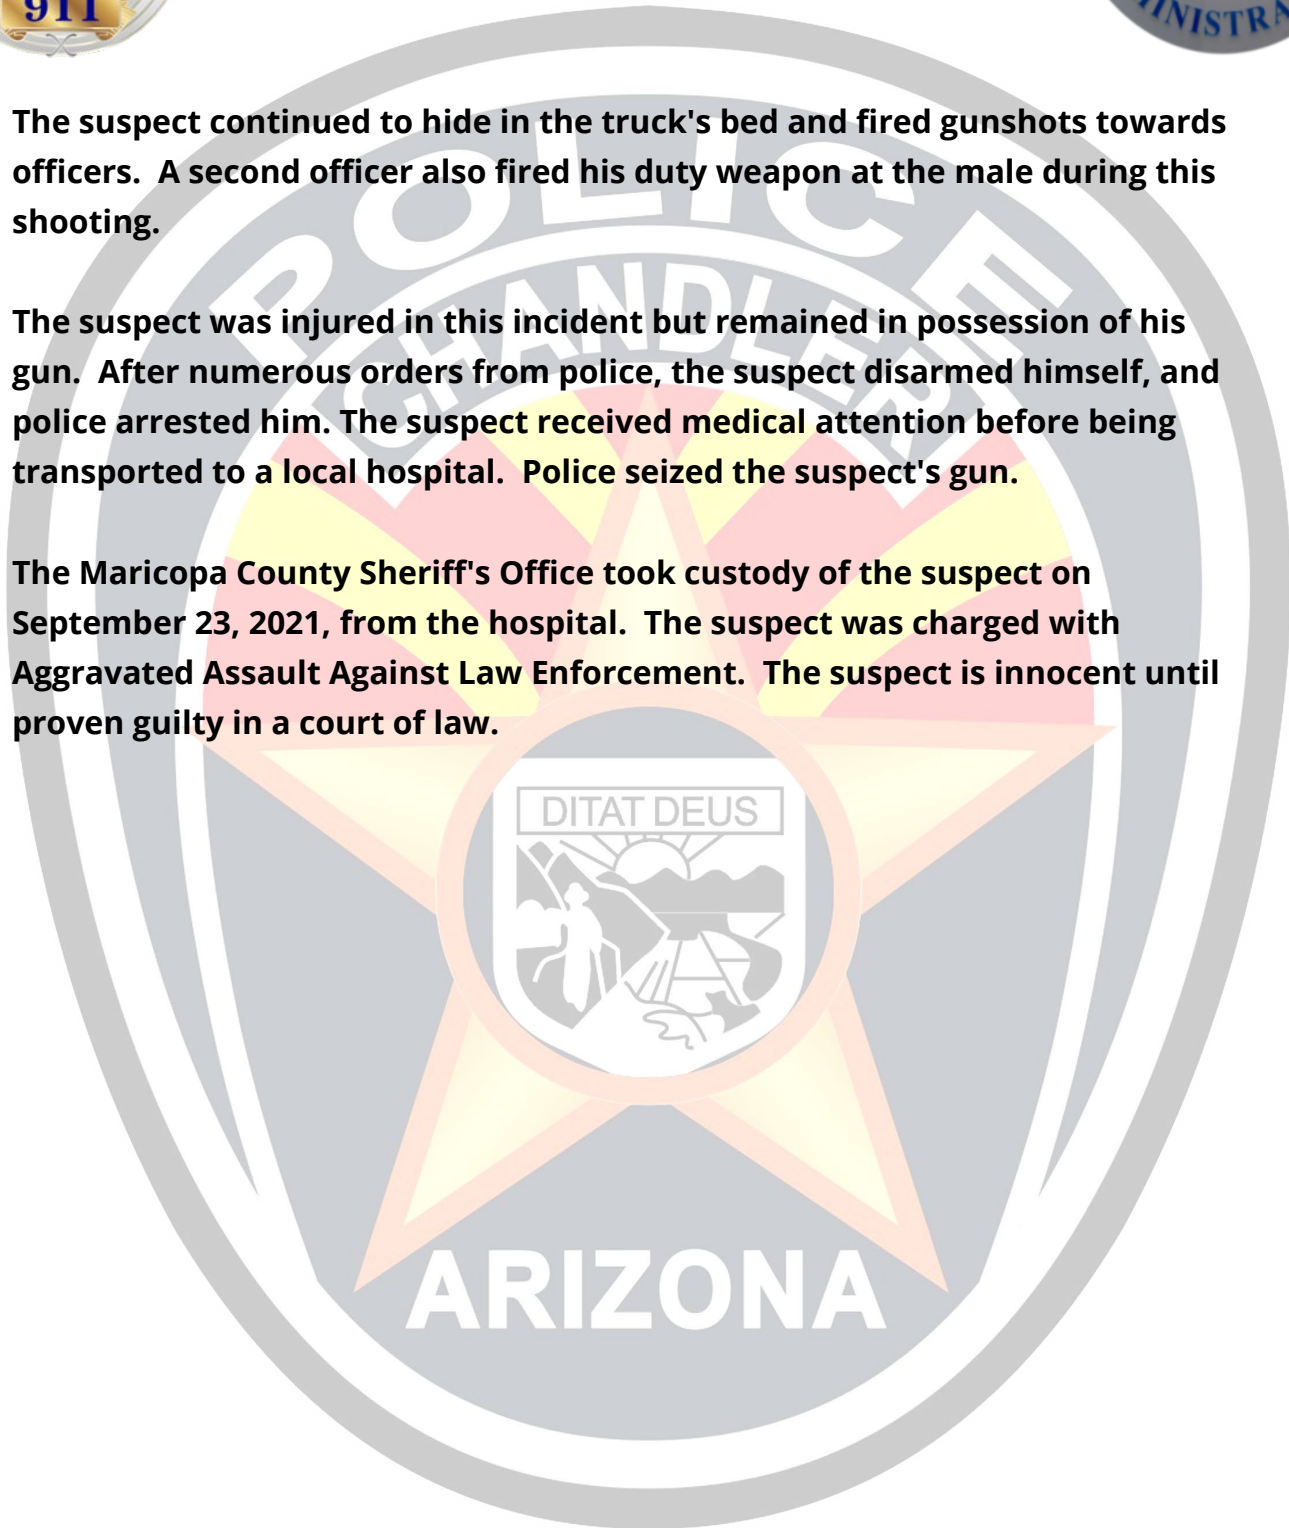 911
The suspect continued to hide in the truck's bed and fired gunshots towards
officers.  A second officer also fired his duty weapon at the male during this
shooting.
The suspect was injured in this incident but remained in possession of his
gun.  After numerous orders from police, the suspect disarmed himself, and
police arrested him. The suspect received medical attention before being
transported to a local hospital.  Police seized the suspect's gun.
The Maricopa County Sheriff's Office took custody of the suspect on
September 23, 2021, from the hospital.  The suspect was charged with
Aggravated Assault Against Law Enforcement.  The suspect is innocent until
proven guilty in a court of law.
POLICE
CHANDLER
DITAT DEUS
ARIZONA